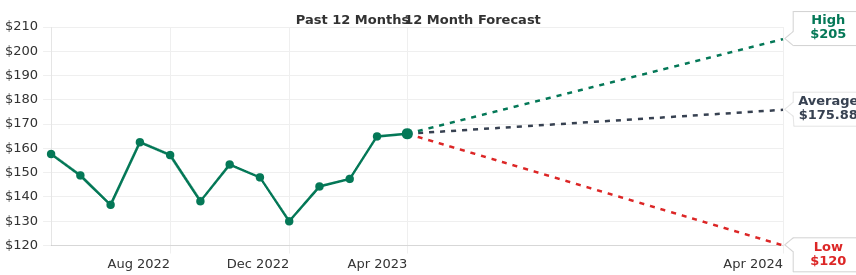 Past 12 Months
12 Month Forecast
$210
$200
$190
$180
$170
$160
$150
$140
$130
$120
High
$205
Average
$175.88
Low
$120
Aug 2022
Dec 2022
Apr 2023
Apr 2024